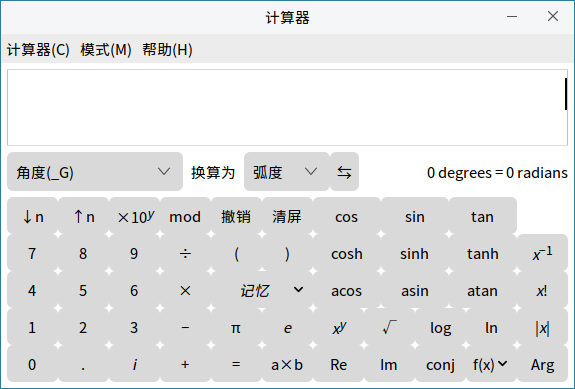 计算器
计算器(C) 模式(M) 帮助(H)
角度(_G) 换算为 弧度 ⇆ 0 degrees = 0 radians
↓n ↑n ×10ʸ mod 撤销 清屏 cos sin tan
7 8 9 ÷ ( ) cosh sinh tanh x⁻¹
4 5 6 × 记忆 acos asin atan x!
1 2 3 − π e xʸ √ log ln |x|
0 . i + = a×b Re Im conj f(x) Arg